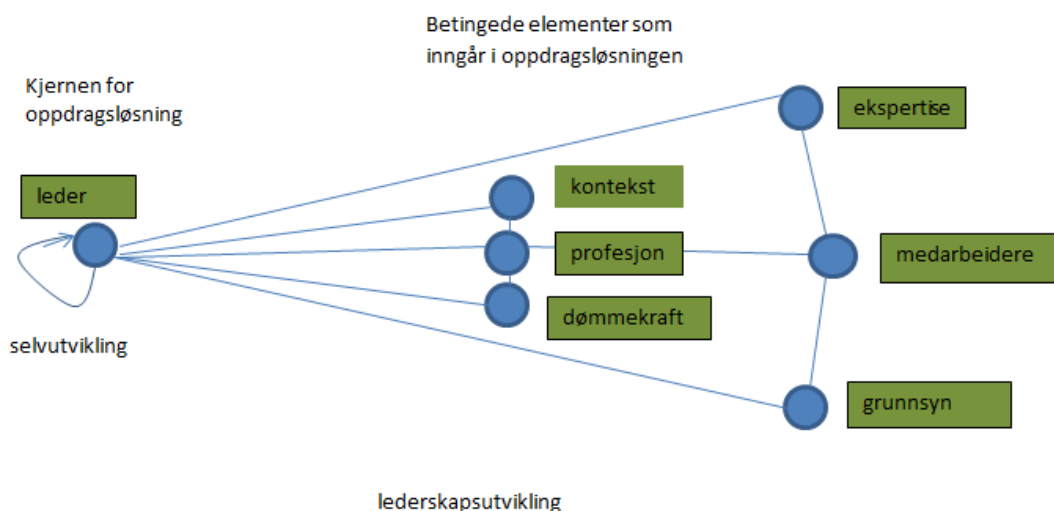 Betingede elementer som
inngår i oppdragsløsningen
Kjernen for
oppdragsløsning
ekspertise
leder
kontekst
profesjon
medarbeidere
dømmekraft
selvutvikling
grunnsyn
lederskapsutvikling